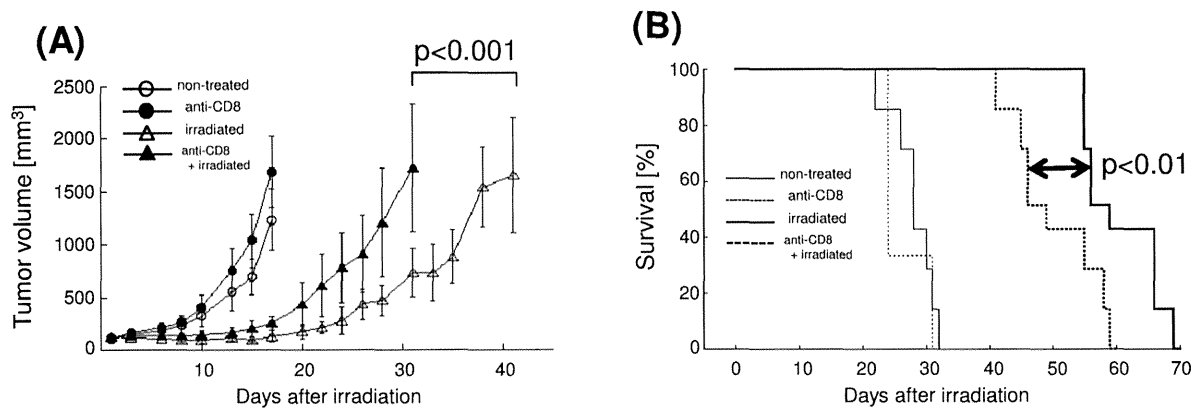 (A)
p<0.001
non-treated
anti-CD8
irradiated
anti-CD8
+ irradiated
Tumor volume [mm³]
2500
2000
1500
1000
500
0
10
20
30
40
Days after irradiation
(B)
p<0.01
non-treated
anti-CD8
irradiated
anti-CD8
+ irradiated
Survival [%]
100
80
60
40
20
0
0
10
20
30
40
50
60
70
Days after irradiation